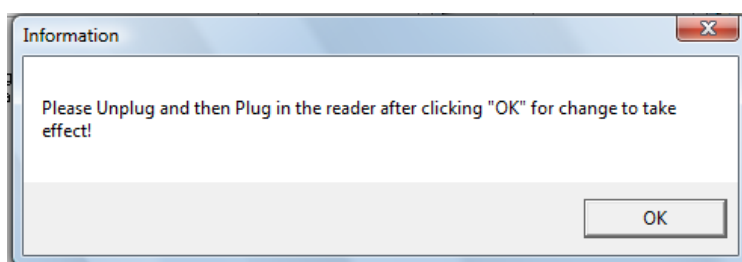 Information
Please Unplug and then Plug in the reader after clicking "OK" for change to take
effect!
OK